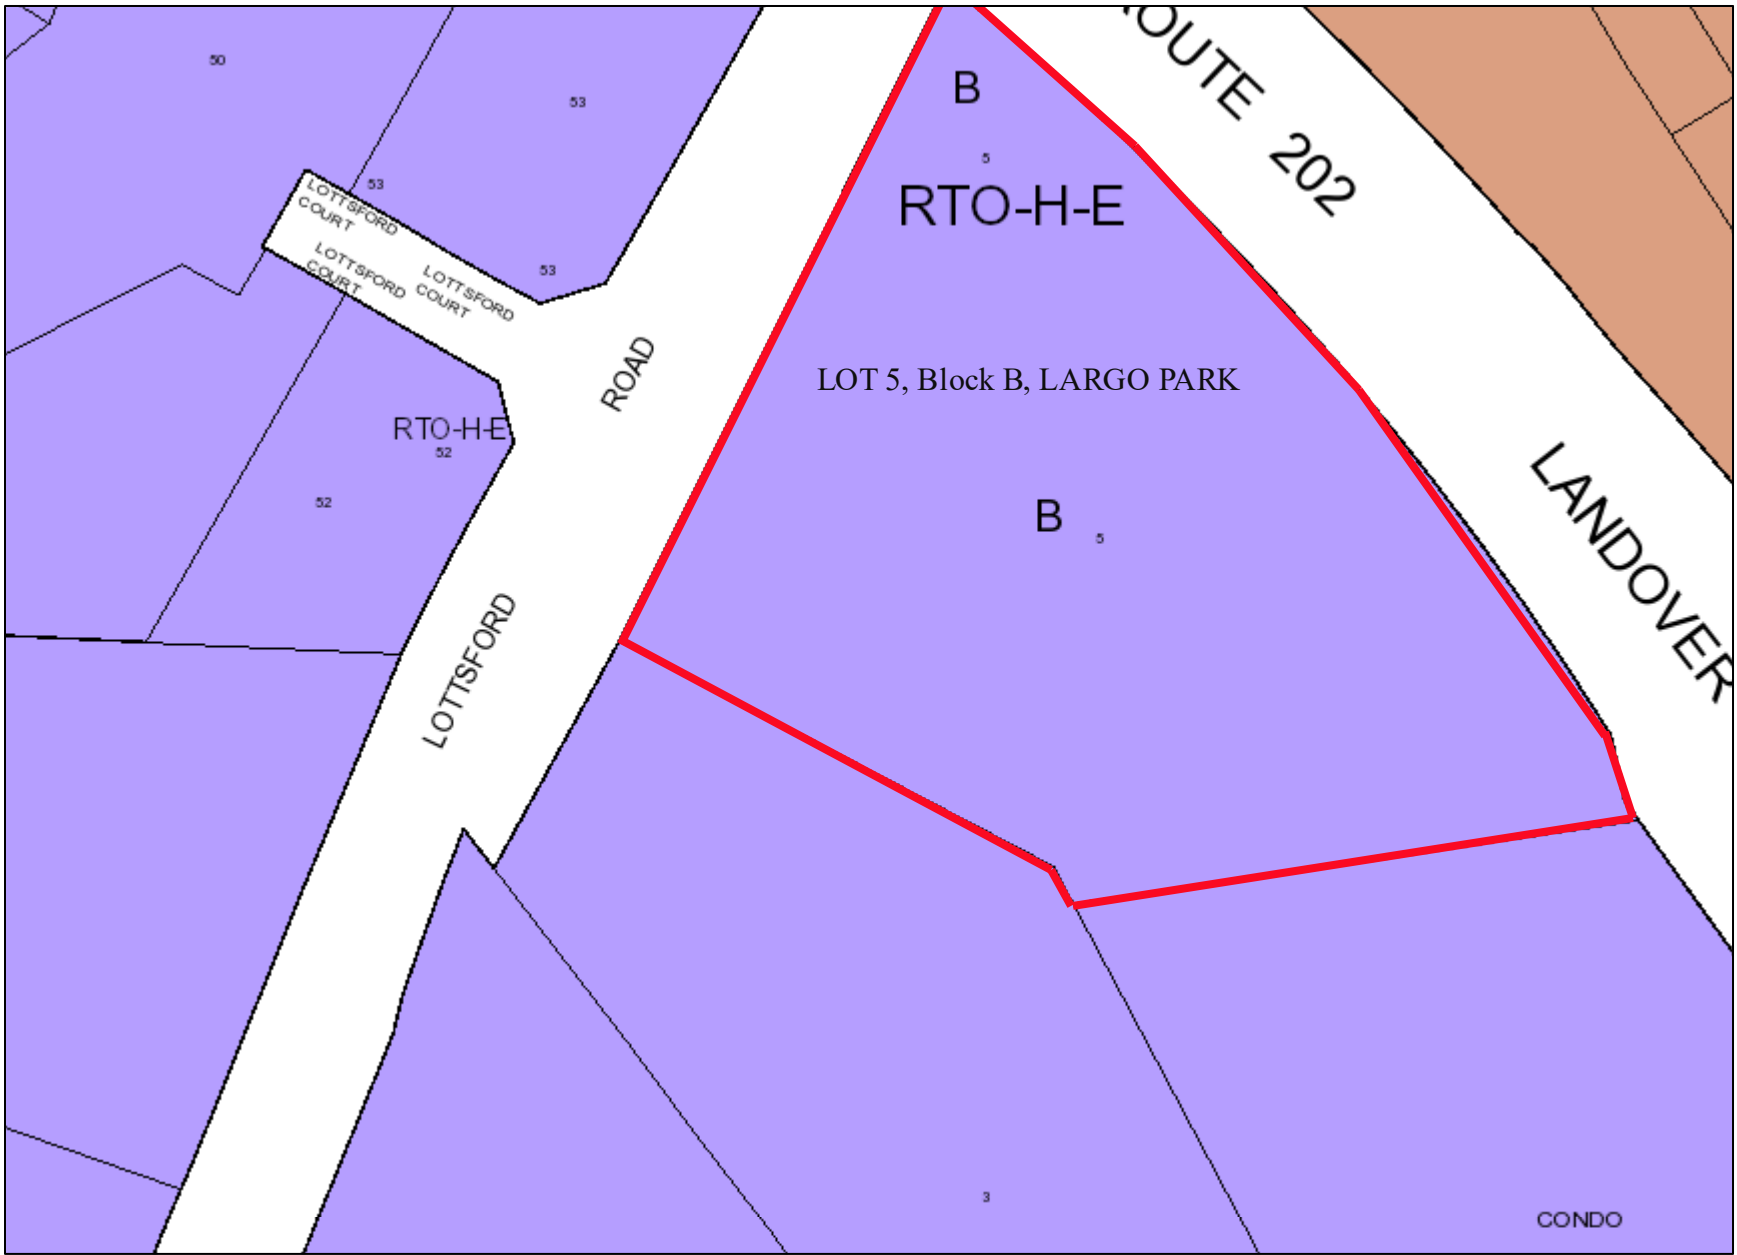 50
53
B
ROUTE 202
5
53
RTO-H-E
LOTTSFORD
COURT
LOTTSFORD
COURT
LOTTSFORD
COURT
53
ROAD
LOT 5, Block B, LARGO PARK
RTO-H-E
52
52
B
5
LANDOVER
LOTTSFORD
3
CONDO